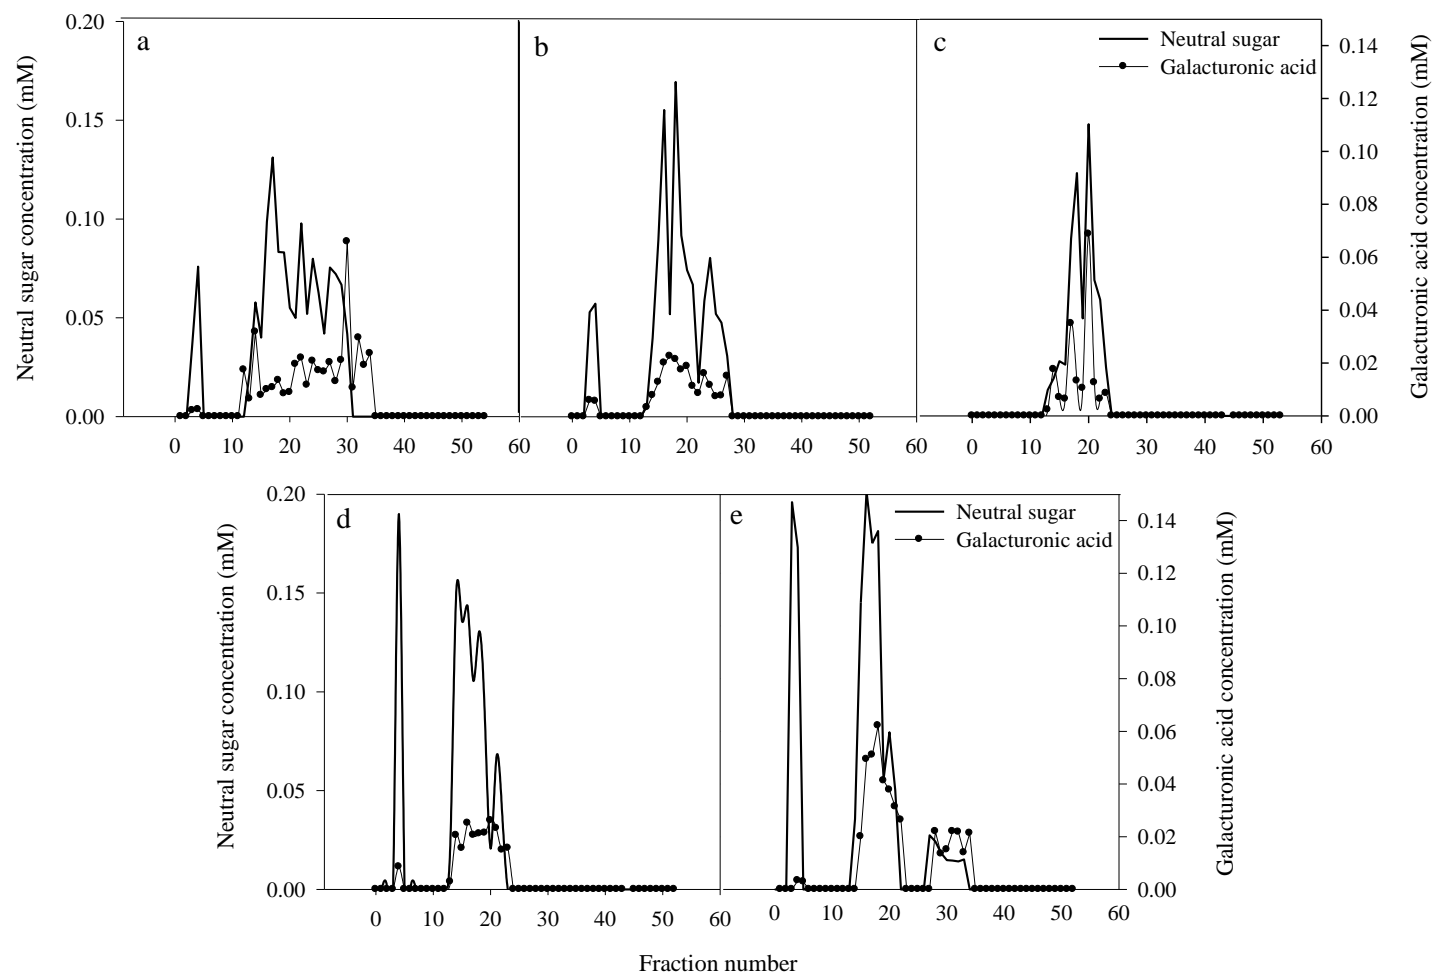 a
b
c
Neutral sugar
Galacturonic acid
Neutral sugar concentration (mM)
0.20
0.15
0.10
0.05
0.00
0 10 20 30 40 50 60
0 10 20 30 40 50 60
0 10 20 30 40 50 60
0.14
0.12
0.10
0.08
0.06
0.04
0.02
0.00
Galacturonic acid concentration (mM)
d
e
Neutral sugar
Galacturonic acid
Neutral sugar concentration (mM)
0.20
0.15
0.10
0.05
0.00
0 10 20 30 40 50 60
0 10 20 30 40 50 60
0.14
0.12
0.10
0.08
0.06
0.04
0.02
0.00
Galacturonic acid concentration (mM)
Fraction number